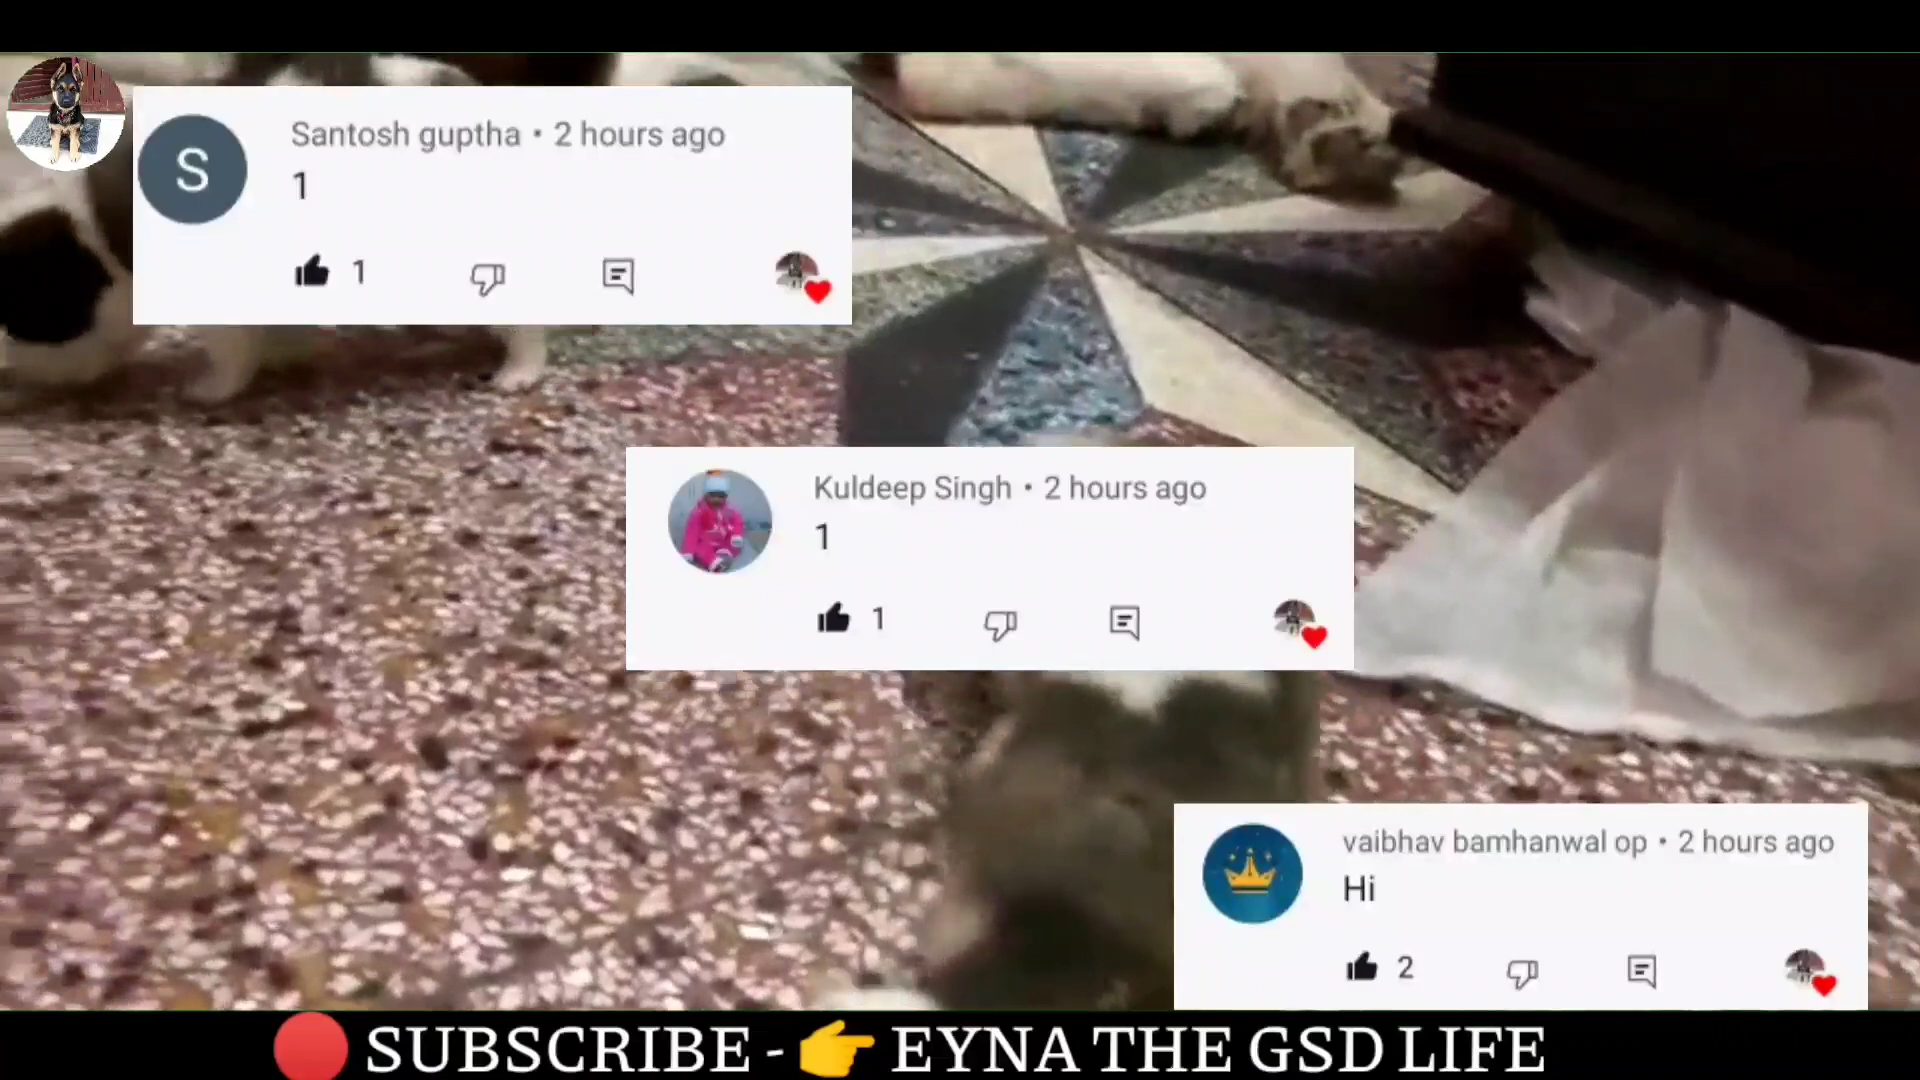 S
Santosh guptha • 2 hours ago
1
1
Kuldeep Singh • 2 hours ago
1
1
vaibhav bamhanwal op • 2 hours ago
Hi
2
🔴 SUBSCRIBE - 👉 EYNA THE GSD LIFE